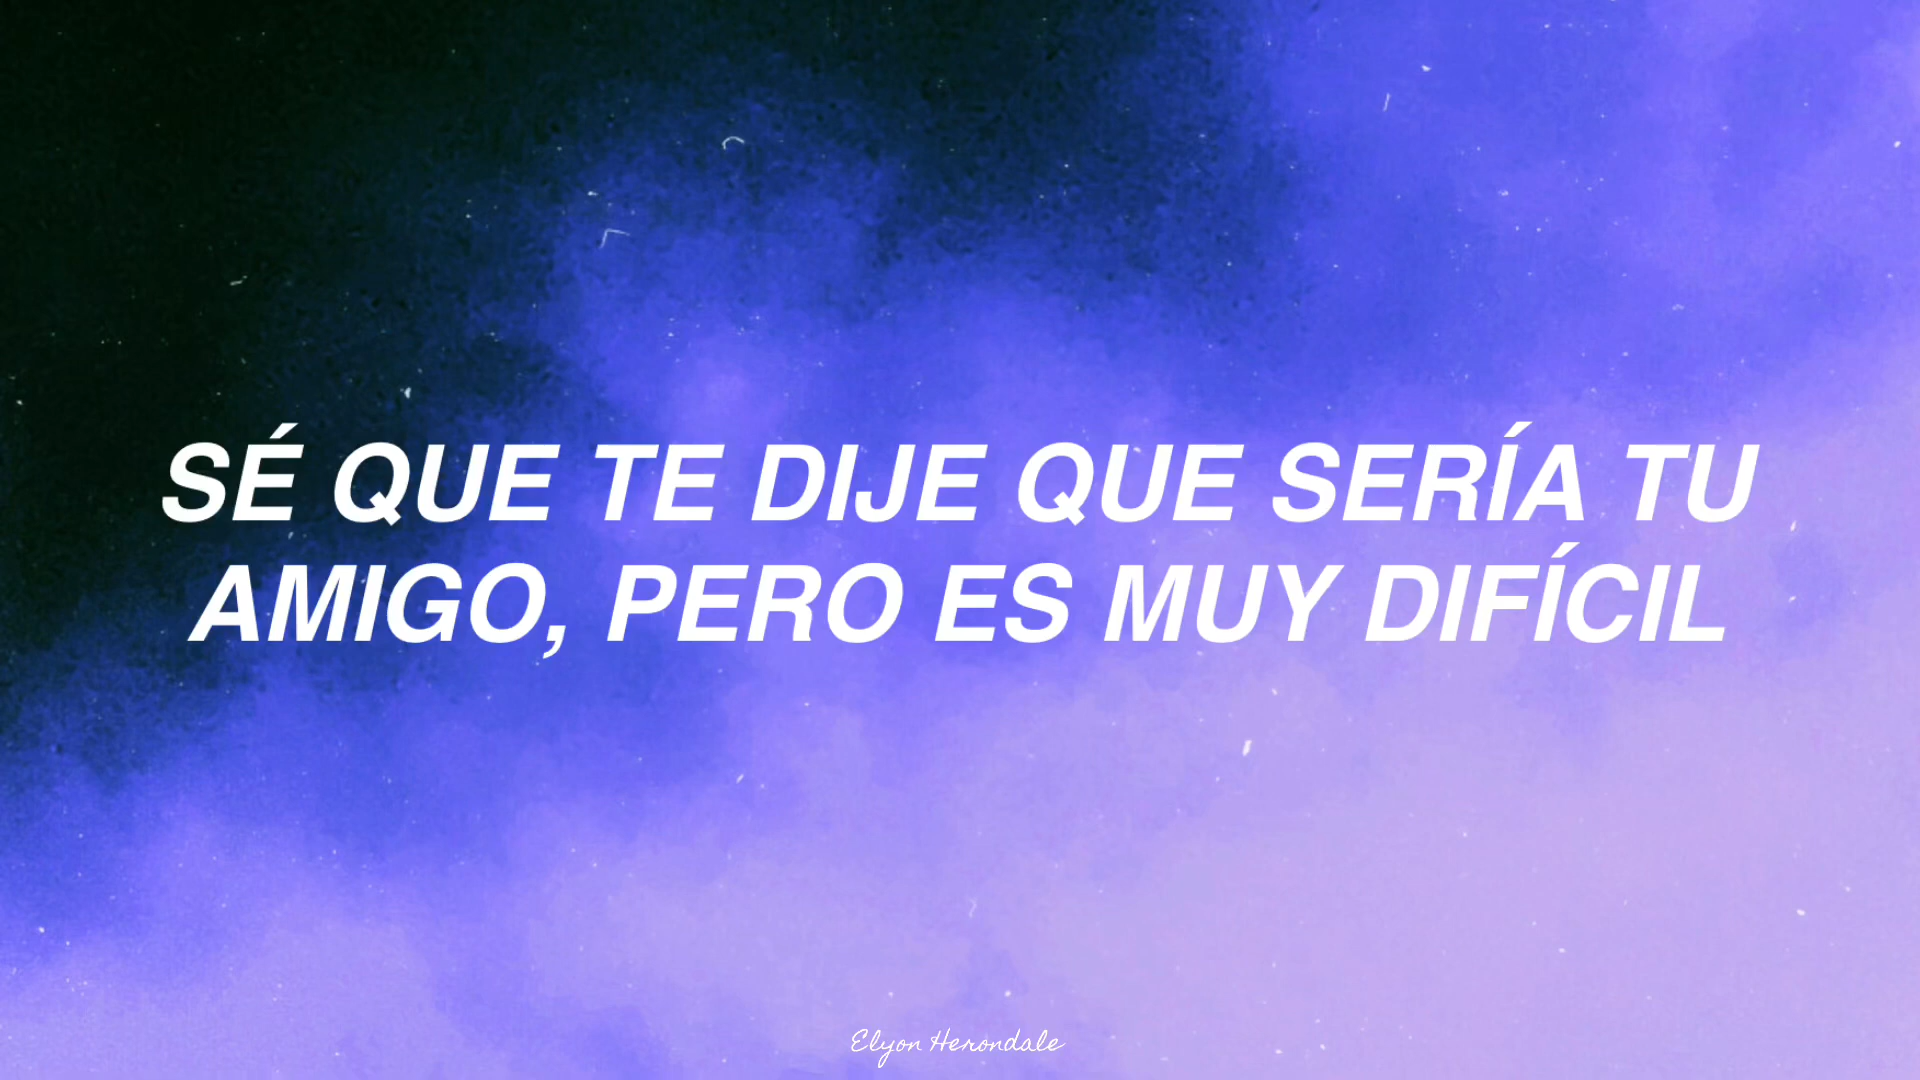 SÉ QUE TE DIJE QUE SERÍA TU
AMIGO, PERO ES MUY DIFÍCIL
Elyon Herondale